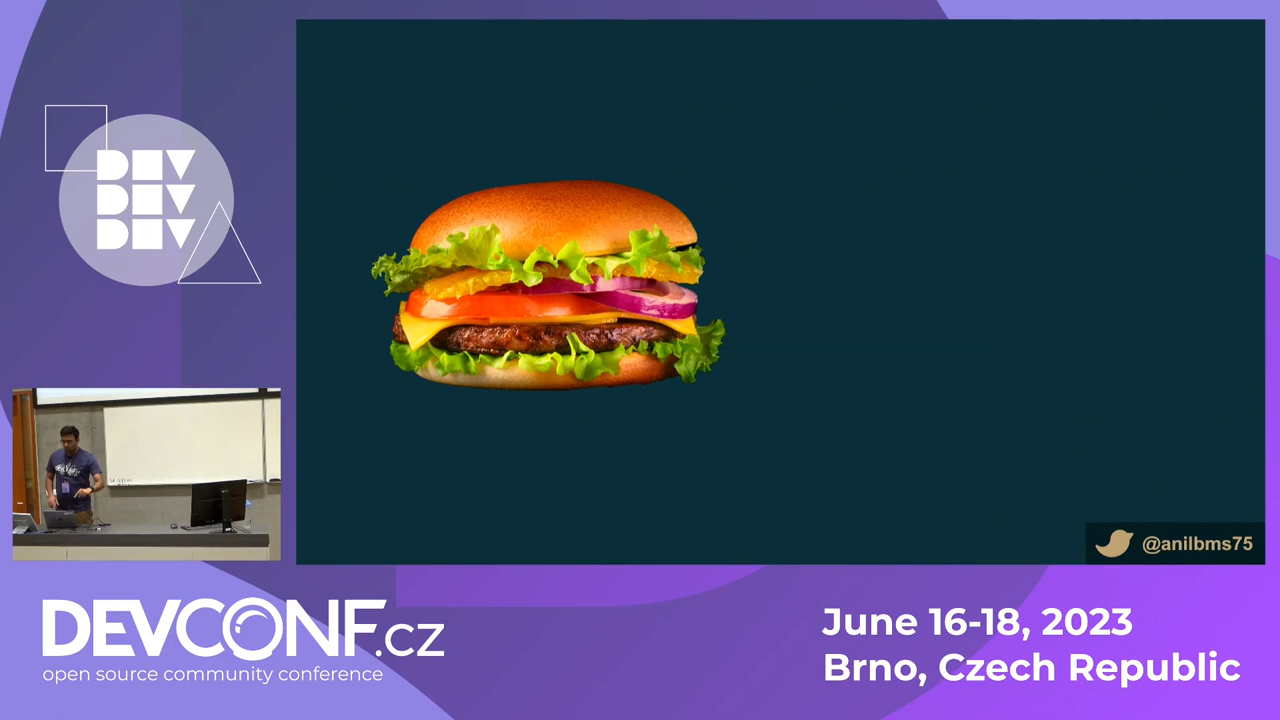 DEV
DEV
DEV
@anilbms75
DEVCONF.cz
open source community conference
June 16-18, 2023
Brno, Czech Republic